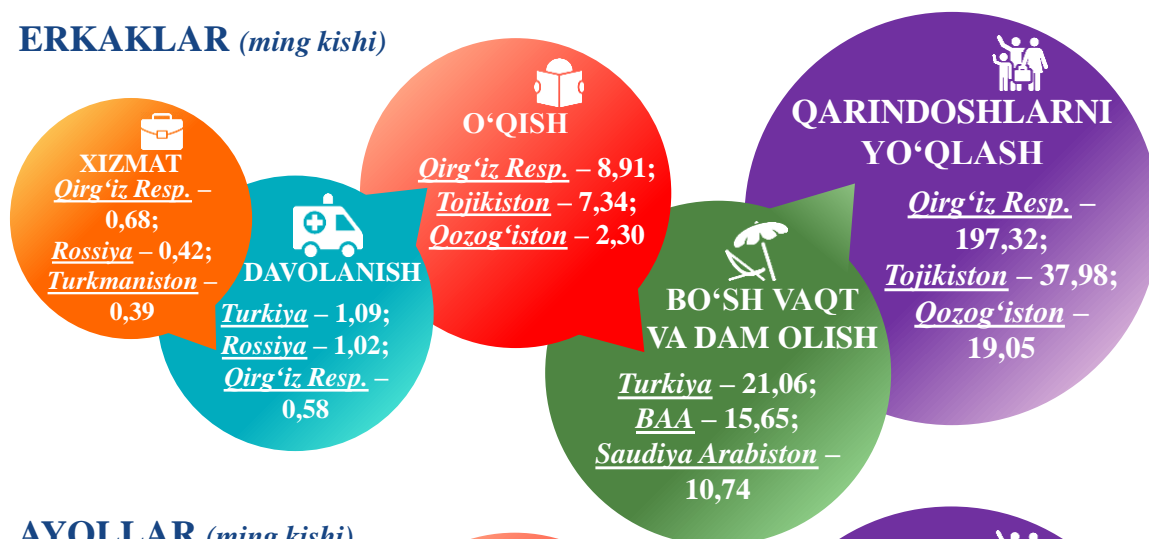 ERKAKLAR (ming kishi)
XIZMAT
Qirg‘iz Resp. –
0,68;
Rossiya – 0,42;
Turkmaniston –
0,39
DAVOLANISH
Turkiya – 1,09;
Rossiya – 1,02;
Qirg‘iz Resp. –
0,58
O‘QISH
Qirg‘iz Resp. – 8,91;
Tojikiston – 7,34;
Qozog‘iston – 2,30
BO‘SH VAQT
VA DAM OLISH
Turkiya – 21,06;
BAA – 15,65;
Saudiya Arabiston –
10,74
QARINDOSHLARNI
YO‘QLASH
Qirg‘iz Resp. –
197,32;
Tojikiston – 37,98;
Qozog‘iston –
19,05
AYOLLAR (ming kishi)